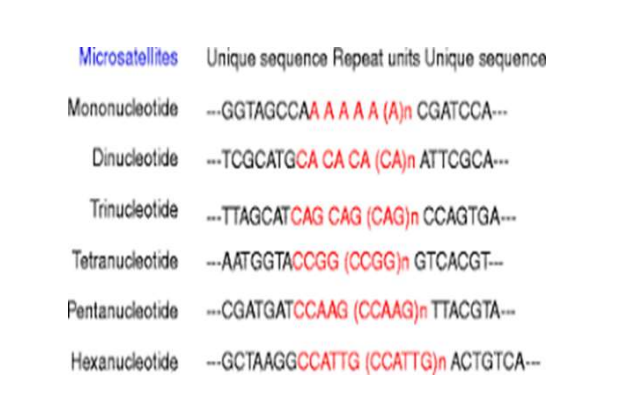 Microsatellites Unique sequence Repeat units Unique sequence
Mononucleotide ---GGTAGCCAA A A A A (A)n CGATCCA---
Dinucleotide ---TCGCATGCA CA CA (CA)n ATTCGCA---
Trinucleotide ---TTAGCATCAG CAG (CAG)n CCAGTGA---
Tetranucleotide ---AATGGTACCGG (CCGG)n GTCACGT---
Pentanucleotide ---CGATGATCCAAG (CCAAG)n TTACGTA---
Hexanucleotide ---GCTAAGGCCATTG (CCATTG)n ACTGTCA---